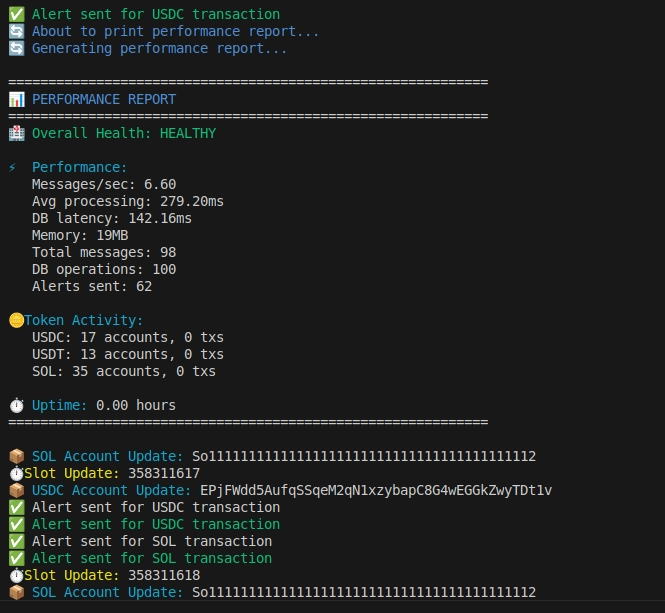 ✅ Alert sent for USDC transaction
🔄 About to print performance report...
🔄 Generating performance report...
============================================================
📊 PERFORMANCE REPORT
============================================================
🏥 Overall Health: HEALTHY
⚡ Performance:
Messages/sec: 6.60
Avg processing: 279.20ms
DB latency: 142.16ms
Memory: 19MB
Total messages: 98
DB operations: 100
Alerts sent: 62
🪙Token Activity:
USDC: 17 accounts, 0 txs
USDT: 13 accounts, 0 txs
SOL: 35 accounts, 0 txs
⏱️ Uptime: 0.00 hours
============================================================
📦 SOL Account Update: So11111111111111111111111111111111111111112
⏱️Slot Update: 358311617
📦 USDC Account Update: EPjFWdd5AufqSSqeM2qN1xzybapC8G4wEGGkZwyTDt1v
✅ Alert sent for USDC transaction
✅ Alert sent for USDC transaction
✅ Alert sent for SOL transaction
✅ Alert sent for SOL transaction
⏱️Slot Update: 358311618
📦 SOL Account Update: So11111111111111111111111111111111111111112